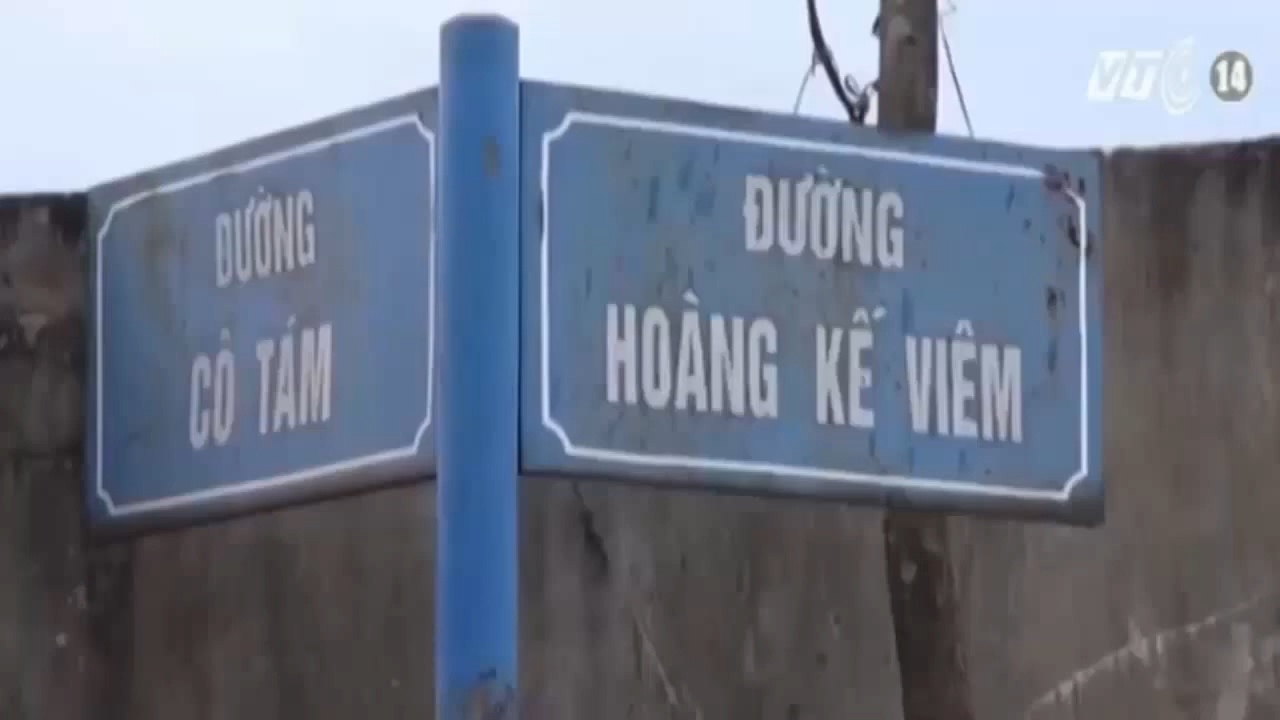 ĐƯỜNG
CÔ TÁM
ĐƯỜNG
HOÀNG KẾ VIÊM
VTC
14